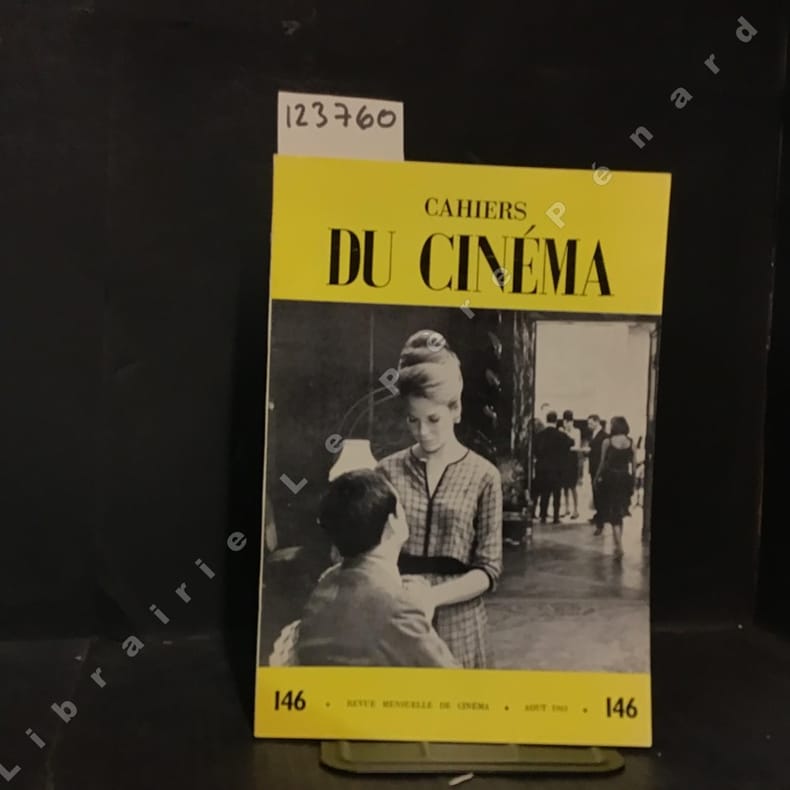 123760
CAHIERS
DU CINÉMA
146 • REVUE MENSUELLE DE CINÉMA • AOUT 1963 • 146
Librairie Le Père Pénard